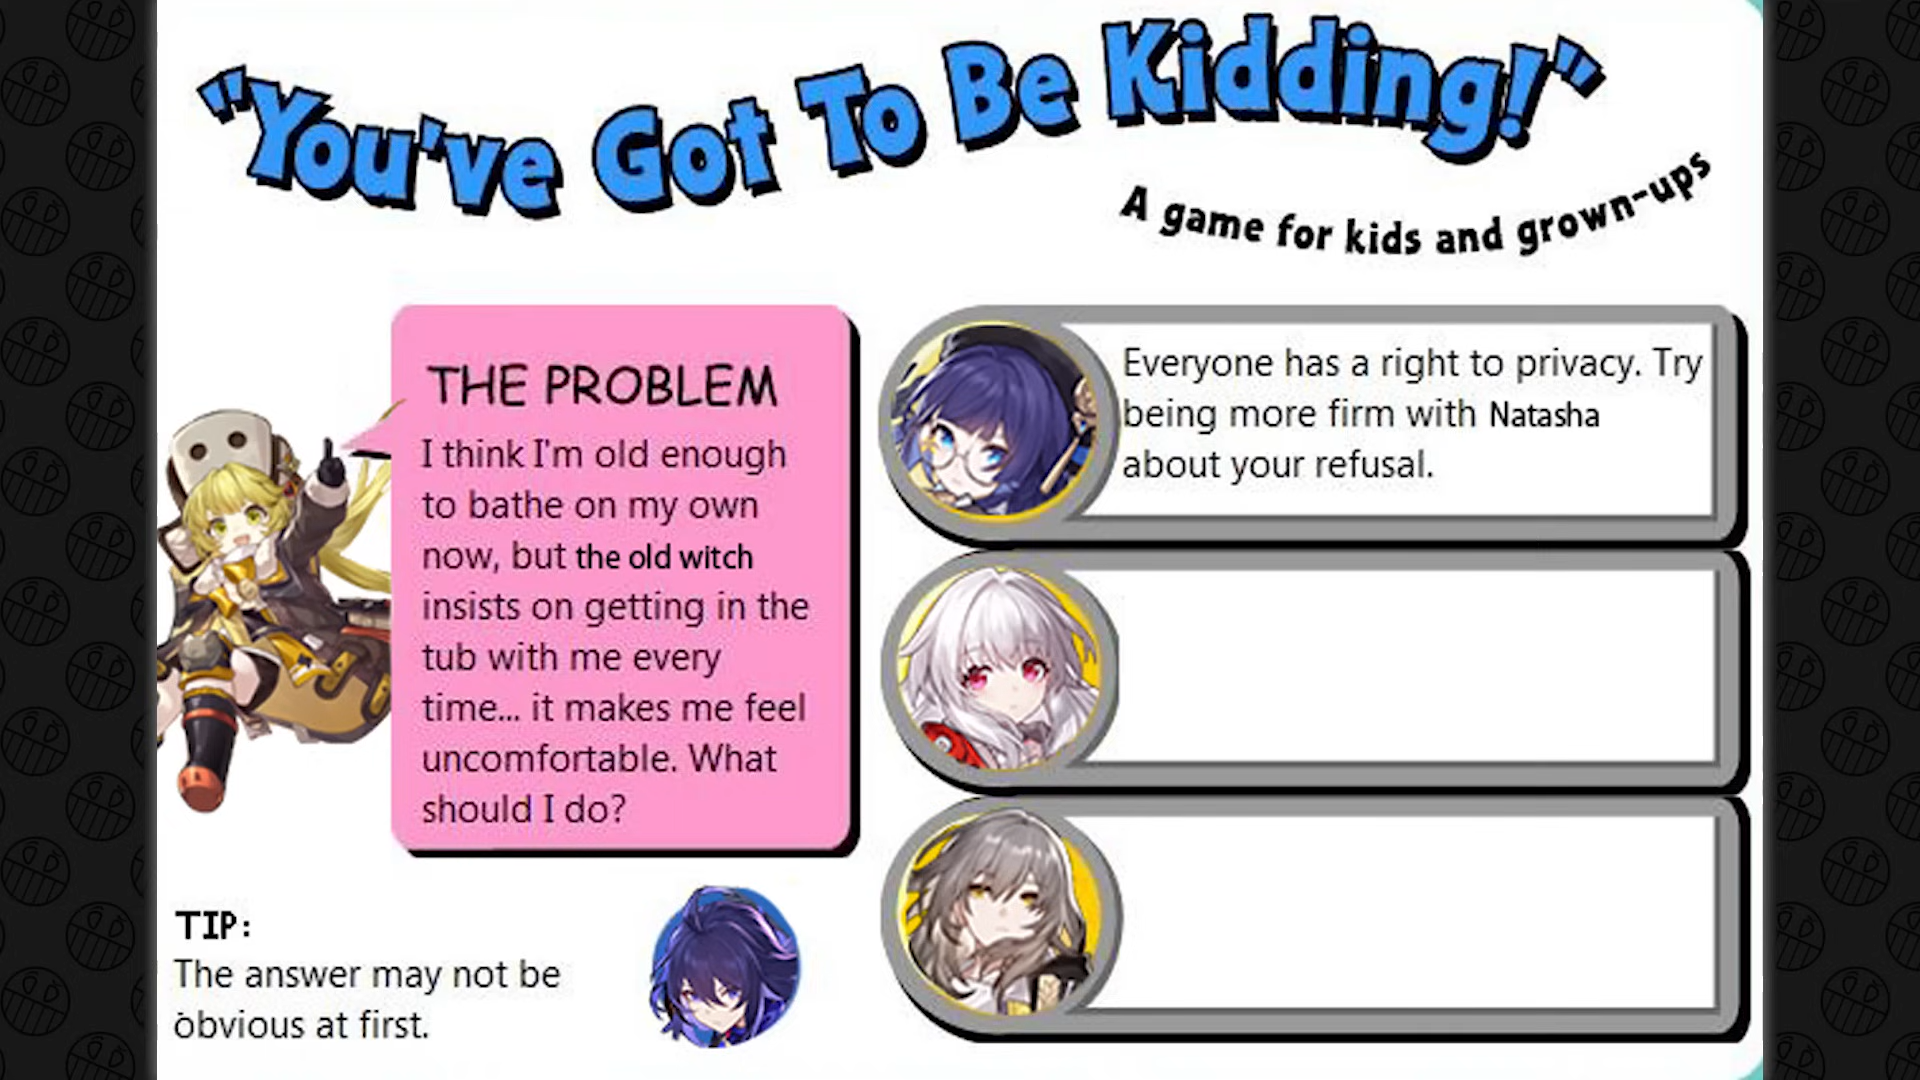 "You've Got To Be Kidding!"
A game for kids and grown-ups
THE PROBLEM
I think I'm old enough
to bathe on my own
now, but the old witch
insists on getting in the
tub with me every
time... it makes me feel
uncomfortable. What
should I do?
Everyone has a right to privacy. Try
being more firm with Natasha
about your refusal.
TIP:
The answer may not be
obvious at first.